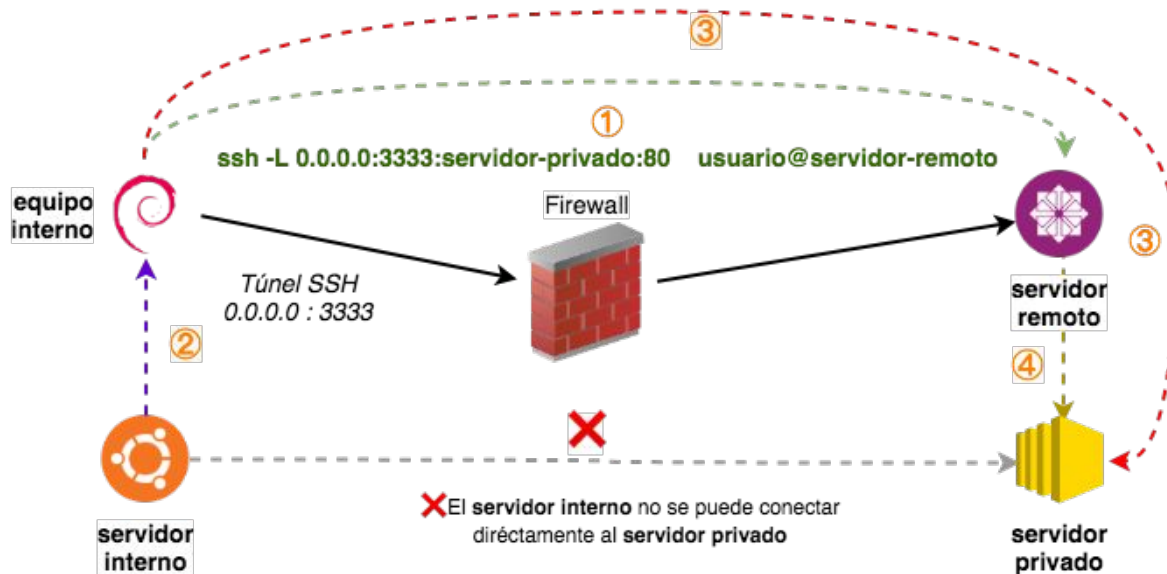 ③
①
ssh -L 0.0.0.0:3333:servidor-privado:80 usuario@servidor-remoto
equipo
interno
Firewall
③
Túnel SSH
0.0.0.0 : 3333
servidor
remoto
②
④
El servidor interno no se puede conectar
diréctamente al servidor privado
servidor
interno
servidor
privado